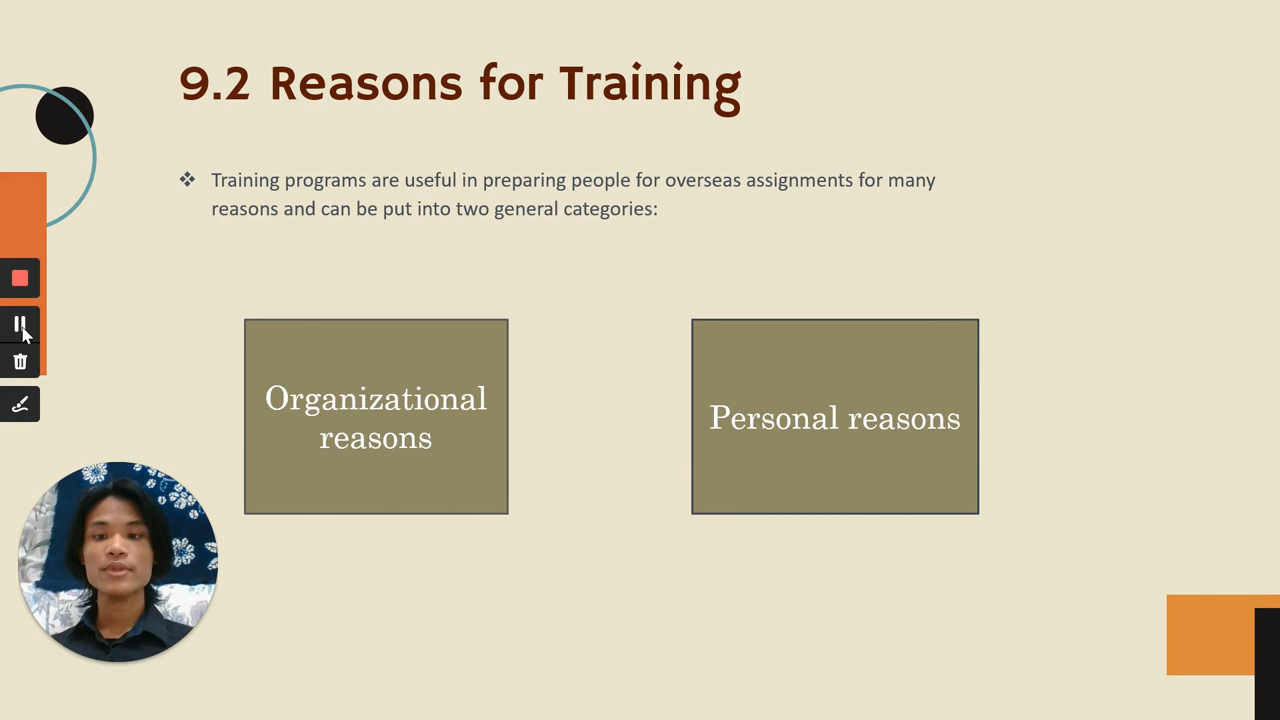 9.2 Reasons for Training
❖ Training programs are useful in preparing people for overseas assignments for many
reasons and can be put into two general categories:
Organizational
reasons
Personal reasons